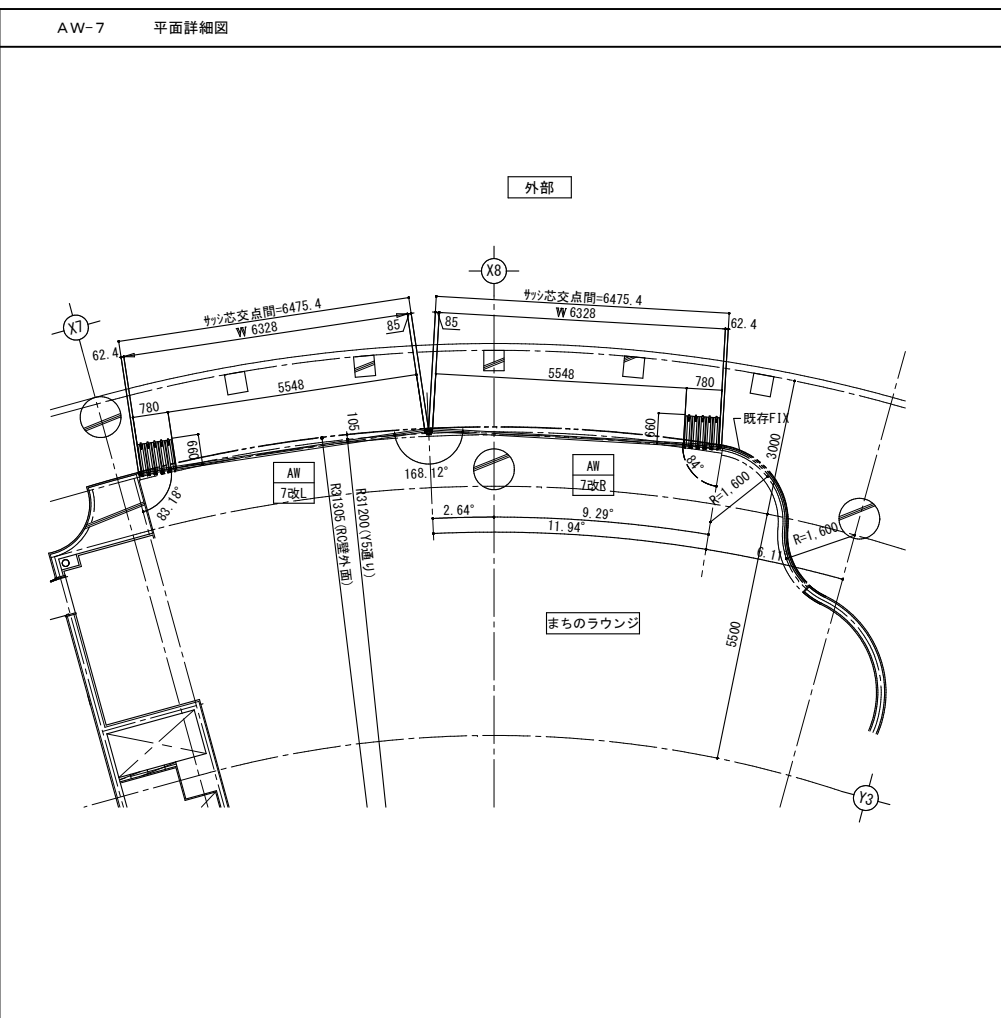 AW-7 平面詳細図
外部
X8
X7
サッシ芯交点間=6475.4
W 6328
62.4
85
5548
780
660
サッシ芯交点間=6475.4
W 6328
62.4
85
5548
780
660
既存FIX
3000
105
AW
7改L
168.12°
AW
7改R
84°
83.18°
R=1,600
R=1,600
R31305(RC壁外面)
R31200(Y5通り)
2.64°
9.29°
11.94°
6.11
まちのラウンジ
5500
Y3